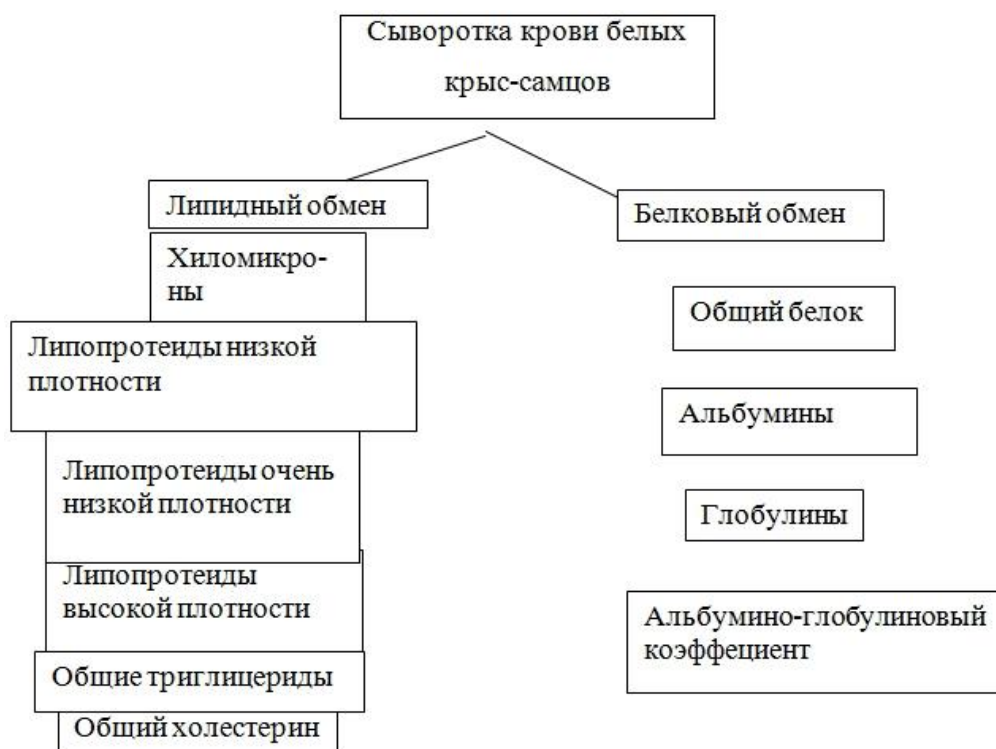 Сыворотка крови белых
крыс-самцов
Липидный обмен
Хиломикро-
ны
Липопротеиды низкой
плотности
Липопротеиды очень
низкой плотности
Липопротеиды
высокой плотности
Общие триглицериды
Общий холестерин
Белковый обмен
Общий белок
Альбумины
Глобулины
Альбумино-глобулиновый
коэффециент